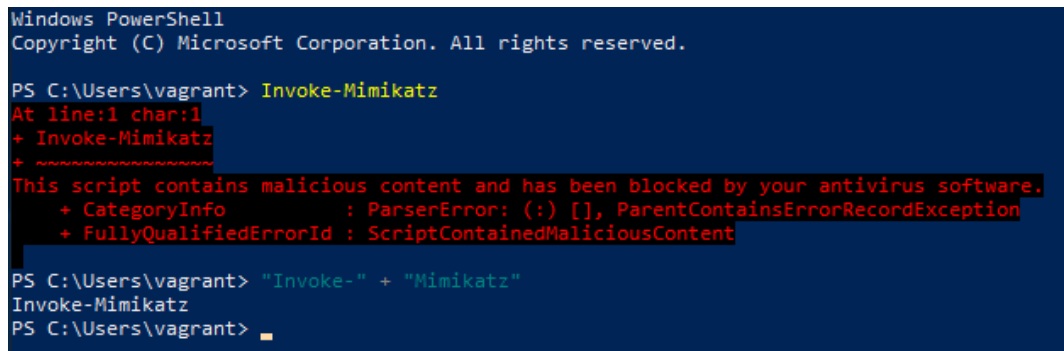 Windows PowerShell
Copyright (C) Microsoft Corporation. All rights reserved.
PS C:\Users\vagrant> Invoke-Mimikatz
At line:1 char:1
+ Invoke-Mimikatz
+ ~~~~~~~~~~~~~~~
This script contains malicious content and has been blocked by your antivirus software.
    + CategoryInfo          : ParserError: (:) [], ParentContainsErrorRecordException
    + FullyQualifiedErrorId : ScriptContainedMaliciousContent
PS C:\Users\vagrant> "Invoke-" + "Mimikatz"
Invoke-Mimikatz
PS C:\Users\vagrant> _